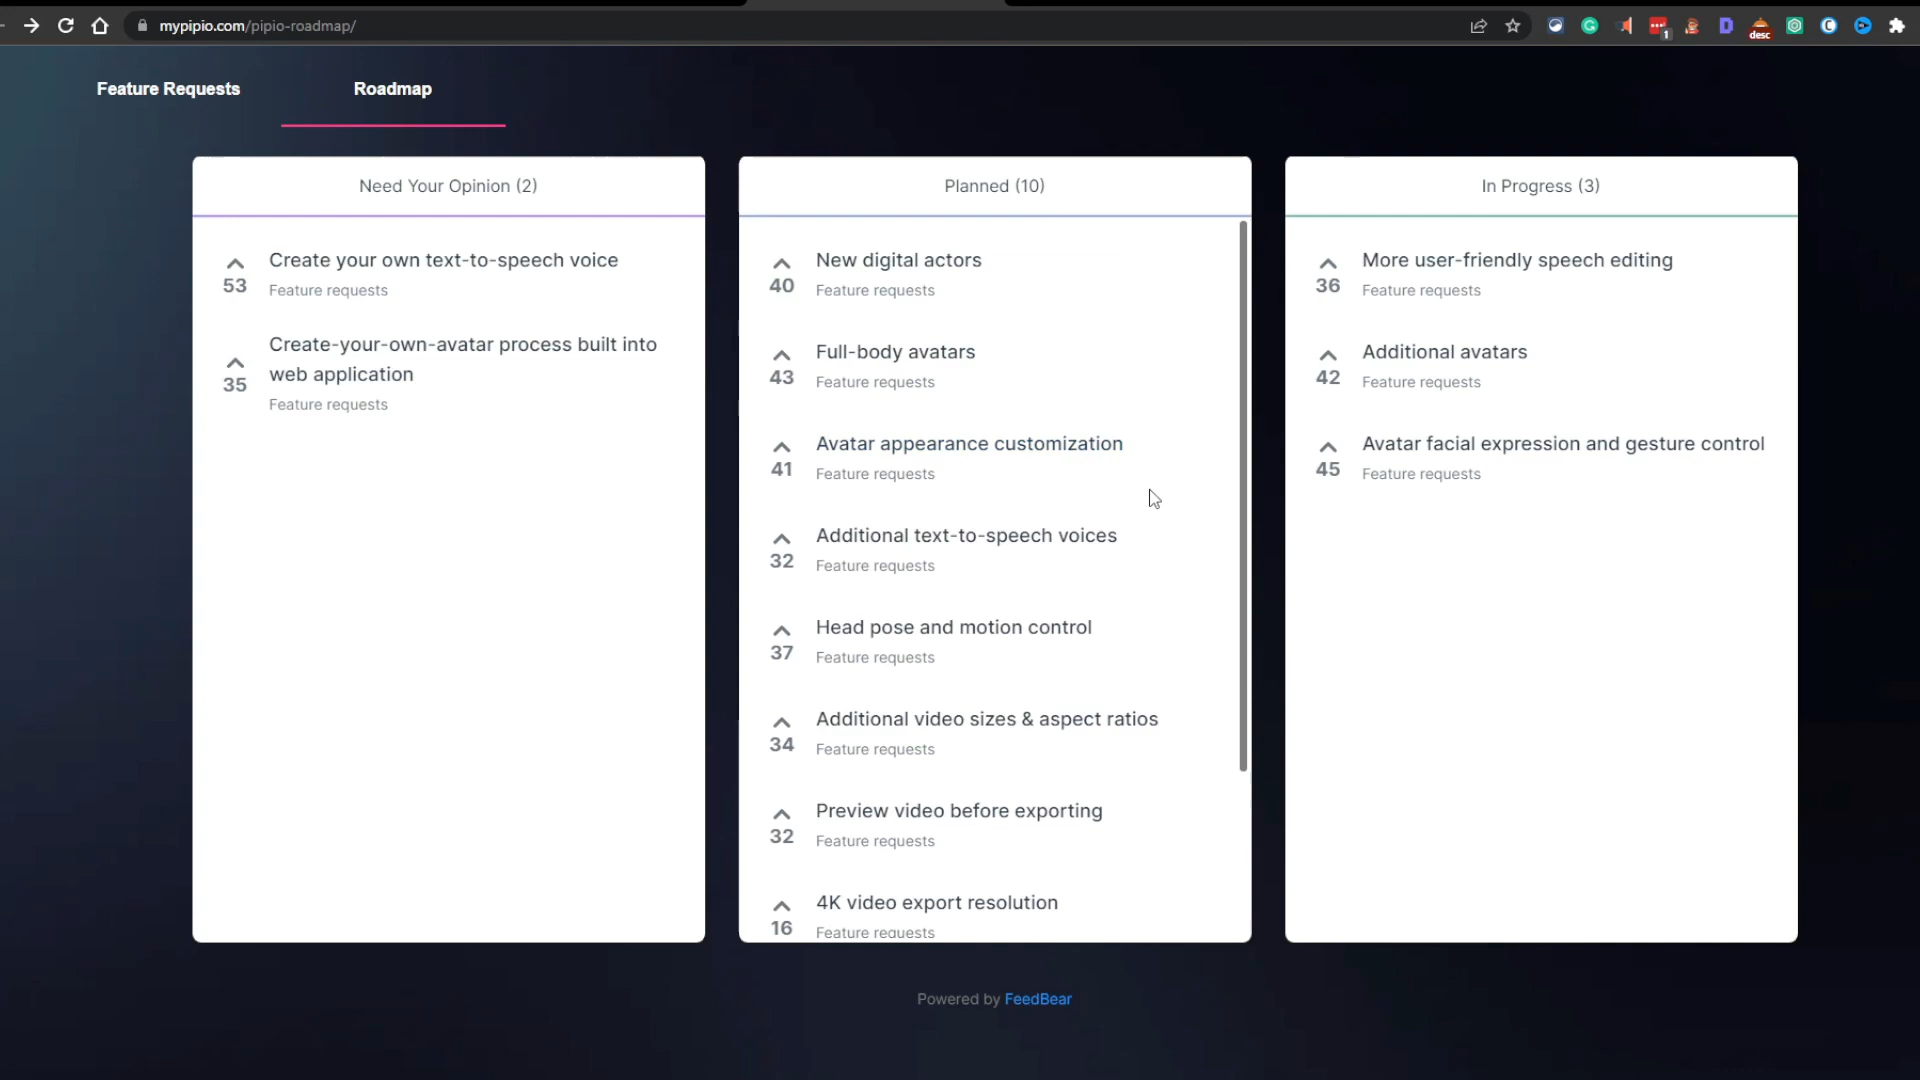 mypipio.com/pipio-roadmap/
1
desc
Feature Requests
Roadmap
Need Your Opinion (2)
53
Create your own text-to-speech voice
Feature requests
35
Create-your-own-avatar process built into
web application
Feature requests
Planned (10)
40
New digital actors
Feature requests
43
Full-body avatars
Feature requests
41
Avatar appearance customization
Feature requests
32
Additional text-to-speech voices
Feature requests
37
Head pose and motion control
Feature requests
34
Additional video sizes & aspect ratios
Feature requests
32
Preview video before exporting
Feature requests
16
4K video export resolution
Feature requests
In Progress (3)
36
More user-friendly speech editing
Feature requests
42
Additional avatars
Feature requests
45
Avatar facial expression and gesture control
Feature requests
Powered by FeedBear